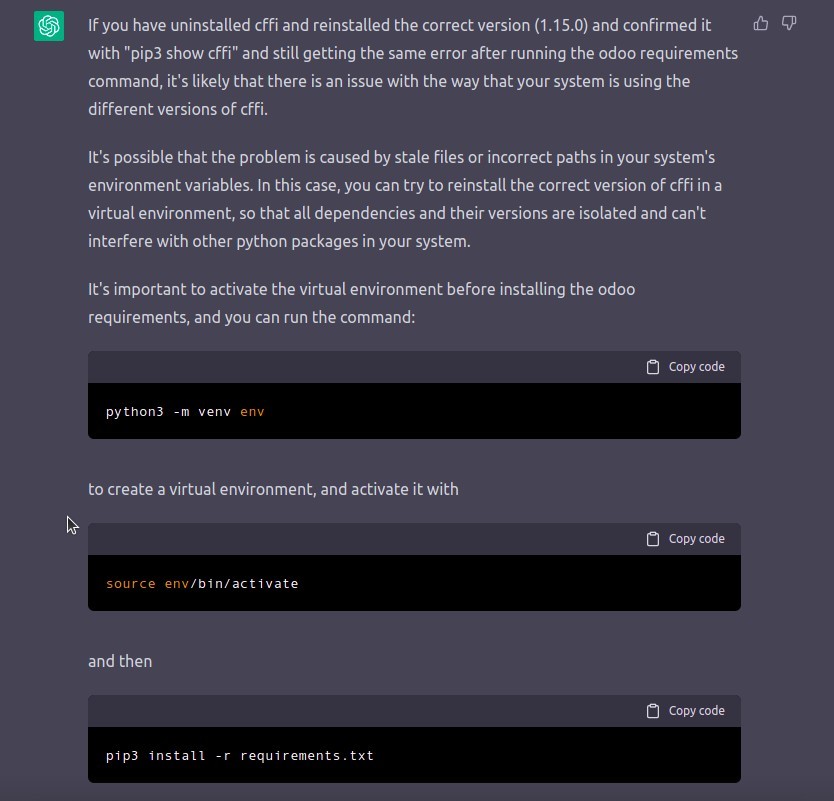 If you have uninstalled cffi and reinstalled the correct version (1.15.0) and confirmed it
with "pip3 show cffi" and still getting the same error after running the odoo requirements
command, it's likely that there is an issue with the way that your system is using the
different versions of cffi.
It's possible that the problem is caused by stale files or incorrect paths in your system's
environment variables. In this case, you can try to reinstall the correct version of cffi in a
virtual environment, so that all dependencies and their versions are isolated and can't
interfere with other python packages in your system.
It's important to activate the virtual environment before installing the odoo
requirements, and you can run the command:
Copy code
python3 -m venv env
to create a virtual environment, and activate it with
Copy code
source env/bin/activate
and then
Copy code
pip3 install -r requirements.txt